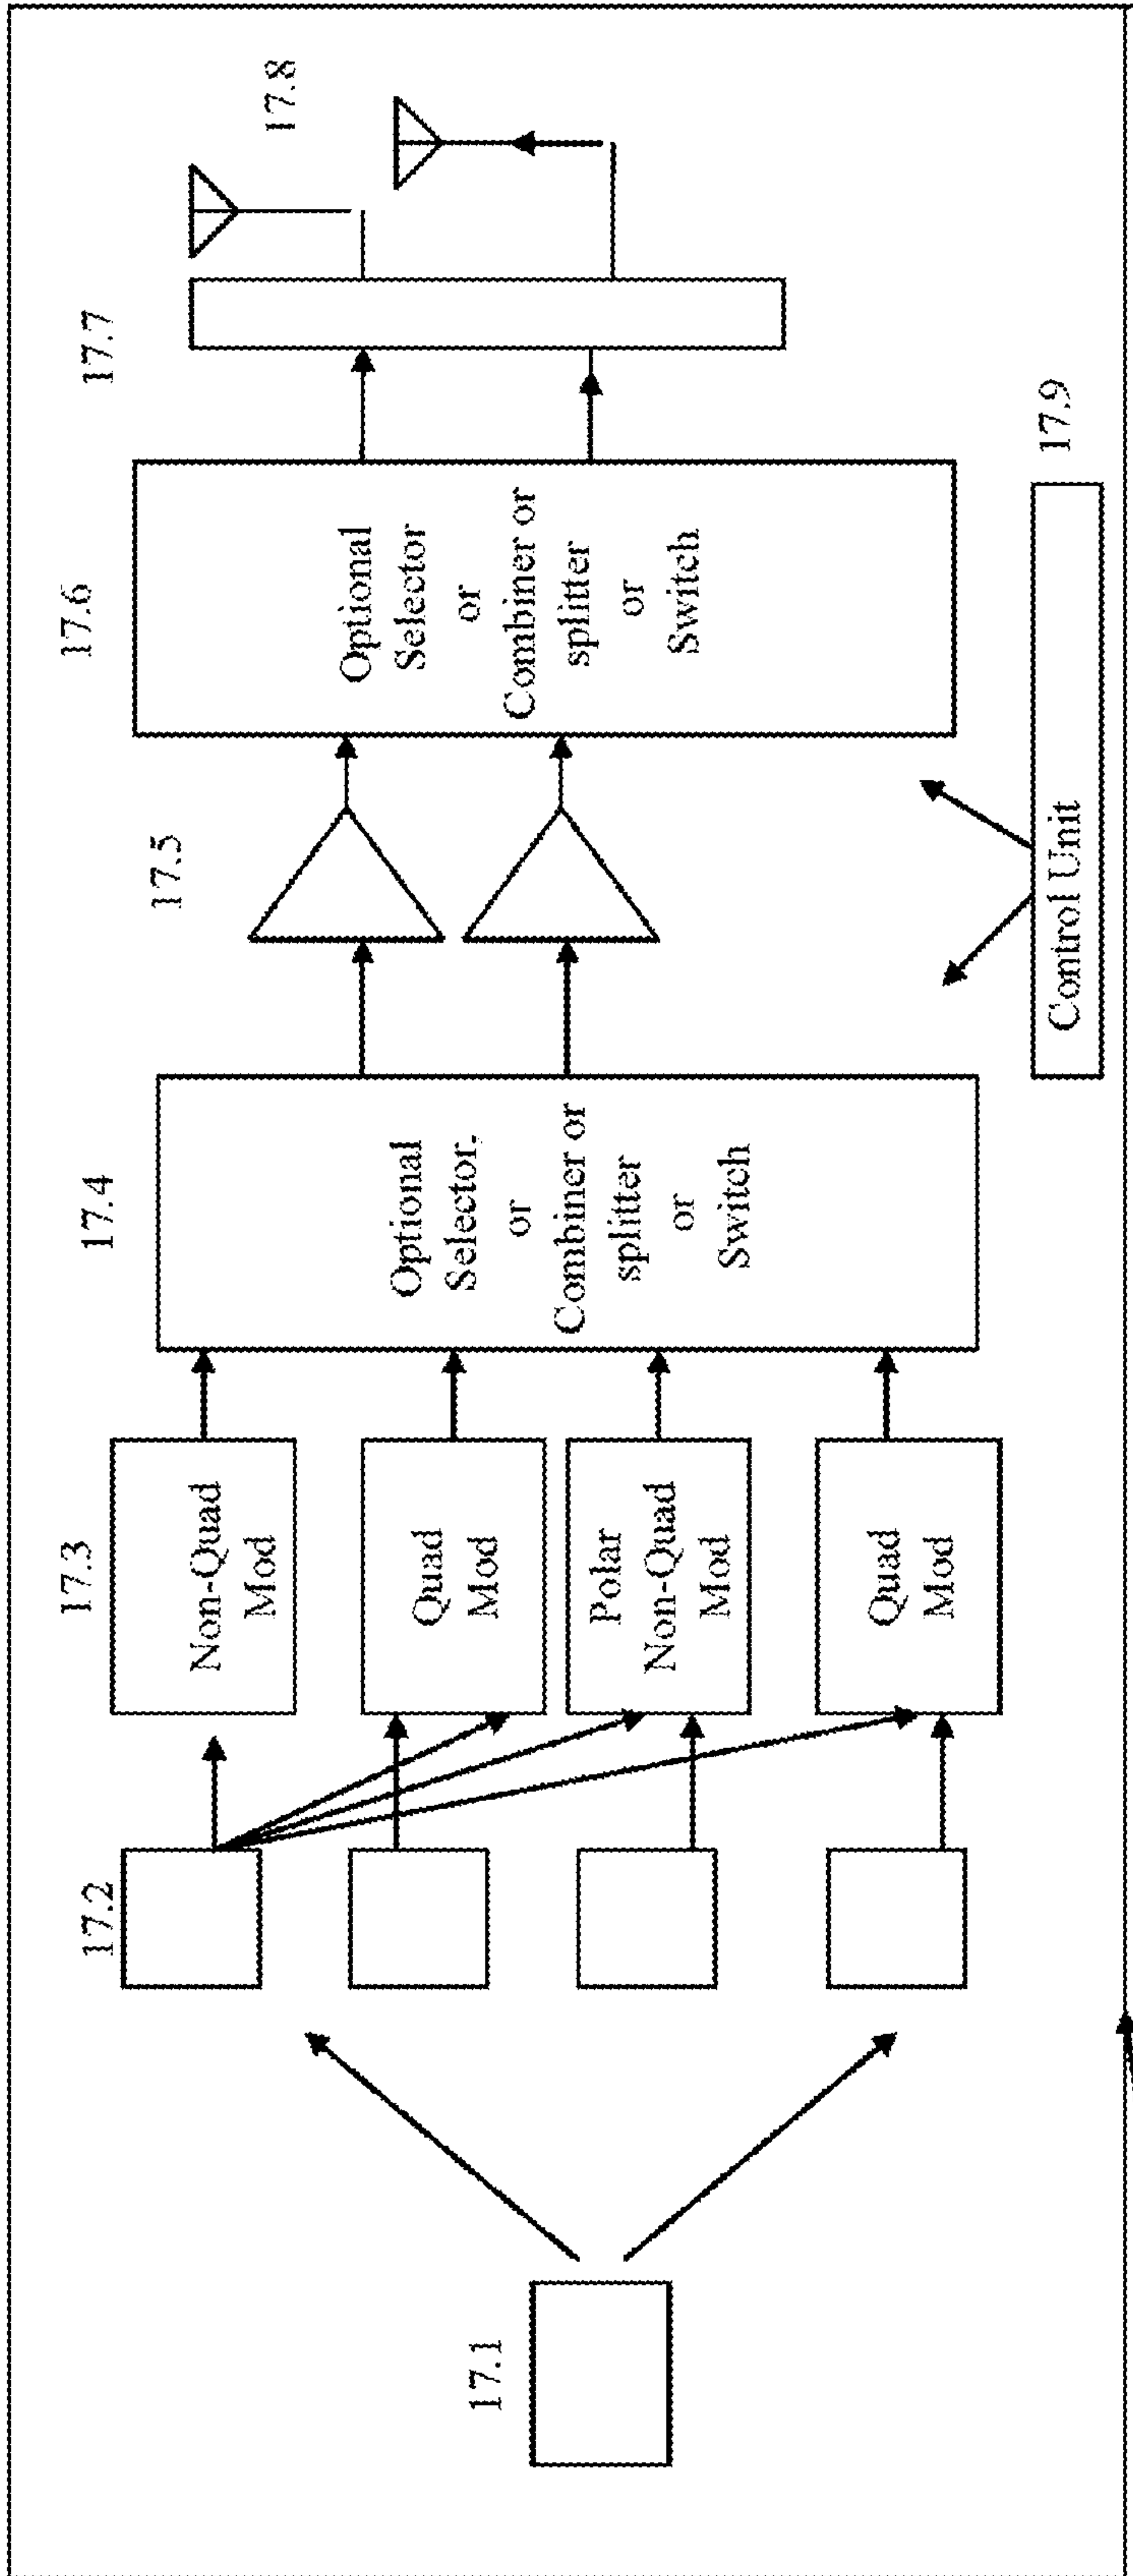 17.1
17.2
17.3
Non-Quad
Mod
Quad
Mod
Polar
Non-Quad
Mod
Quad
Mod
17.4
Optional
Selector,
or
Combiner or
splitter
or
Switch
17.5
17.6
Optional
Selector
or
Combiner or
splitter
or
Switch
17.7
17.8
Control Unit
17.9